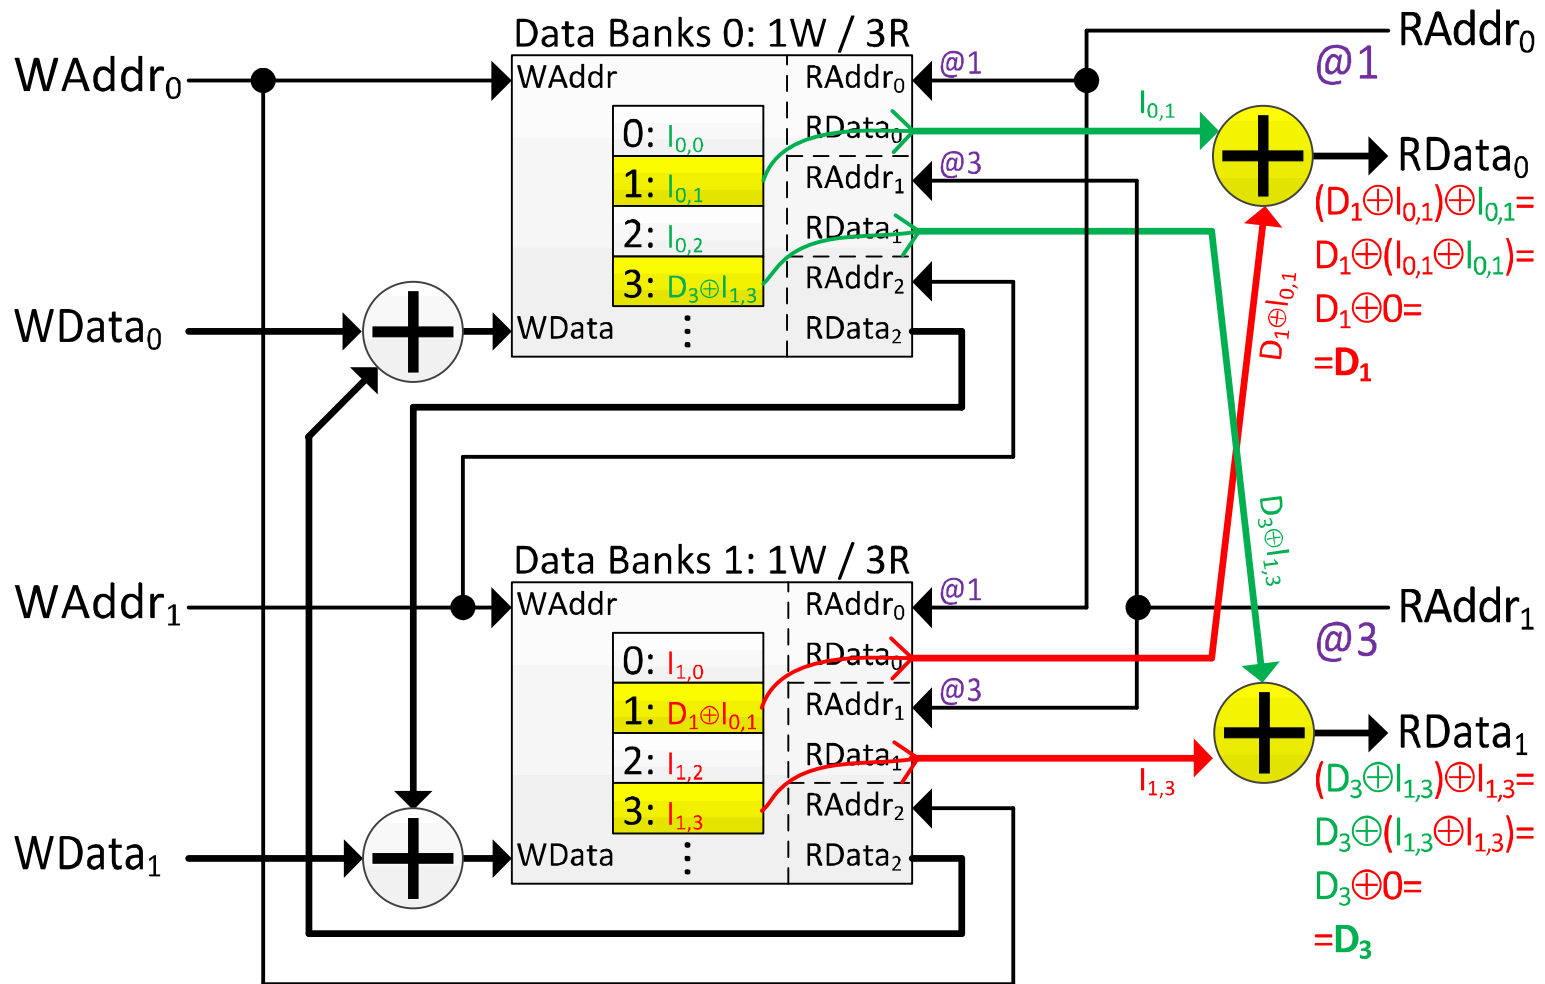 Data Banks 0: 1W / 3R
RAddr₀
@1
WAddr₀
WAddr
RAddr₀
@1
I₀,₁
0: I₀,₀
RData₀
RData₀
@3
1: I₀,₁
RAddr₁
(D₁⊕I₀,₁)⊕I₀,₁=
2: I₀,₂
RData₁
D₁⊕(I₀,₁⊕I₀,₁)=
3: D₃⊕I₁,₃
RAddr₂
D₁⊕I₀,₁
D₁⊕0=
WData₀
WData
⋮
RData₂
=D₁
D₃⊕I₁,₃
Data Banks 1: 1W / 3R
WAddr₁
WAddr
RAddr₀
@1
RAddr₁
@3
0: I₁,₀
RData₀
@3
1: D₁⊕I₀,₁
RAddr₁
2: I₁,₂
RData₁
RData₁
I₁,₃
(D₃⊕I₁,₃)⊕I₁,₃=
3: I₁,₃
RAddr₂
D₃⊕(I₁,₃⊕I₁,₃)=
WData₁
WData
⋮
RData₂
D₃⊕0=
=D₃